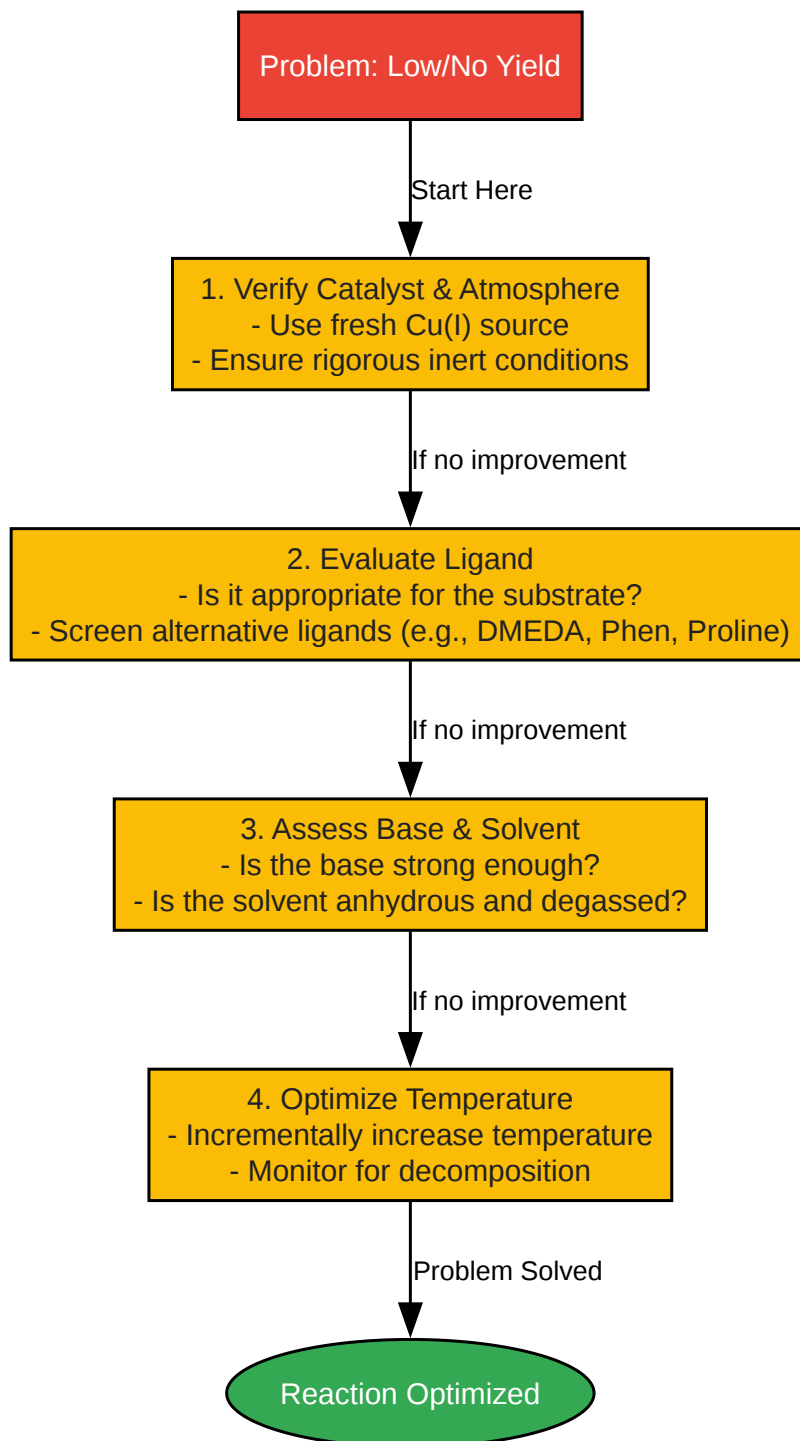 Problem: Low/No Yield
Start Here
1. Verify Catalyst & Atmosphere
- Use fresh Cu(I) source
- Ensure rigorous inert conditions
If no improvement
2. Evaluate Ligand
- Is it appropriate for the substrate?
- Screen alternative ligands (e.g., DMEDA, Phen, Proline)
If no improvement
3. Assess Base & Solvent
- Is the base strong enough?
- Is the solvent anhydrous and degassed?
If no improvement
4. Optimize Temperature
- Incrementally increase temperature
- Monitor for decomposition
Problem Solved
Reaction Optimized